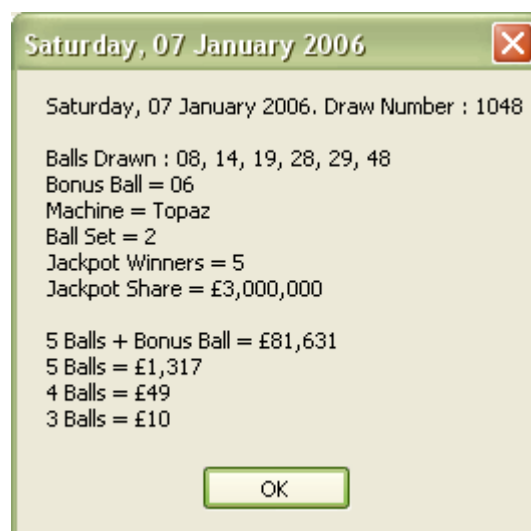 Saturday, 07 January 2006
Saturday, 07 January 2006. Draw Number : 1048
Balls Drawn : 08, 14, 19, 28, 29, 48
Bonus Ball = 06
Machine = Topaz
Ball Set = 2
Jackpot Winners = 5
Jackpot Share = £3,000,000
5 Balls + Bonus Ball = £81,631
5 Balls = £1,317
4 Balls = £49
3 Balls = £10
OK